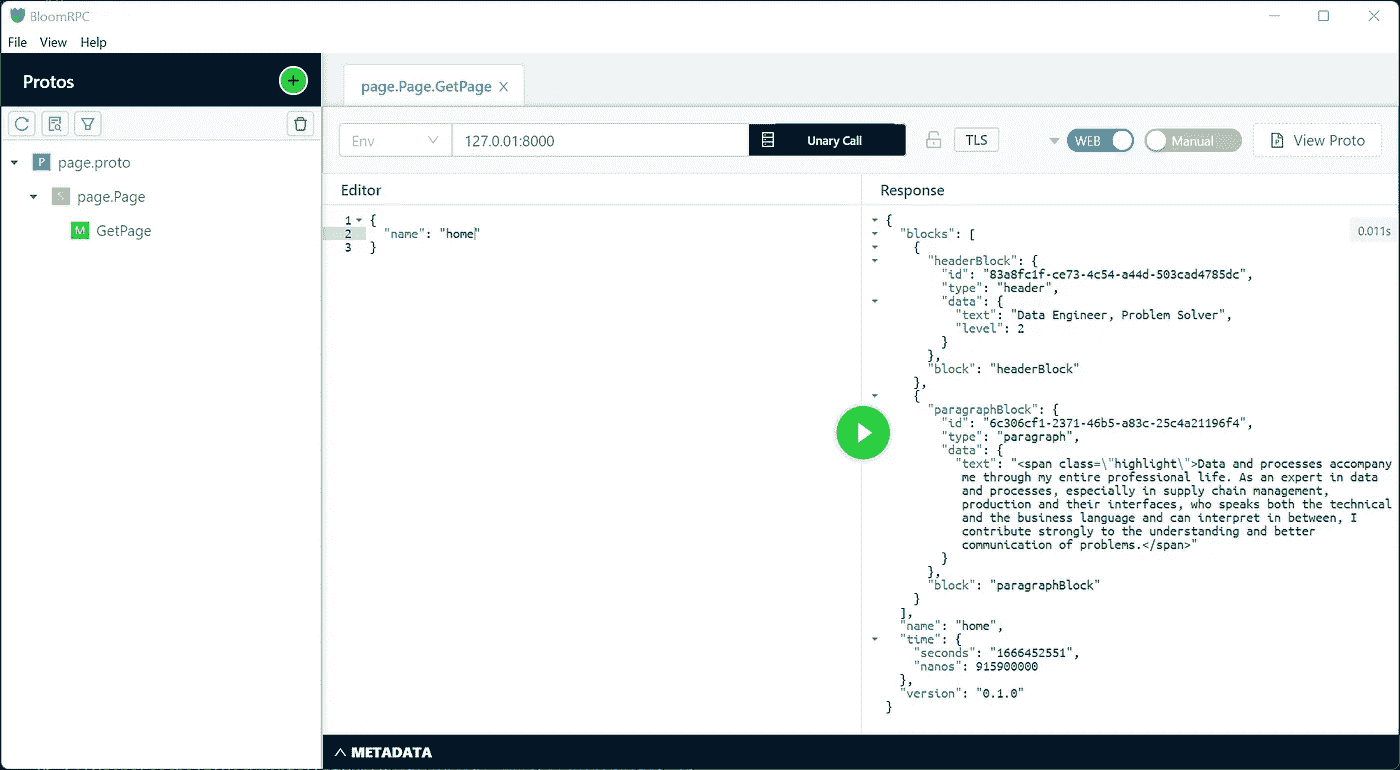 BloomRPC
File View Help
Protos
page.Page.GetPage
Env
127.0.01:8000
Unary Call
TLS
WEB
Manual
View Proto
P page.proto
S page.Page
M GetPage
Editor
1 {
2 "name": "home"
3 }
Response
0.011s
{
"blocks": [
{
"headerBlock": {
"id": "83a8fc1f-ce73-4c54-a44d-503cad4785dc",
"type": "header",
"data": {
"text": "Data Engineer, Problem Solver",
"level": 2
}
},
"block": "headerBlock"
},
{
"paragraphBlock": {
"id": "6c306cf1-2371-46b5-a83c-25c4a21196f4",
"type": "paragraph",
"data": {
"text": "<span class=\"highlight\">Data and processes accompany
me through my entire professional life. As an expert in data
and processes, especially in supply chain management,
production and their interfaces, who speaks both the technical
and the business language and can interpret in between, I
contribute strongly to the understanding and better
communication of problems.</span>"
}
},
"block": "paragraphBlock"
}
],
"name": "home",
"time": {
"seconds": "1666452551",
"nanos": 915900000
},
"version": "0.1.0"
}
METADATA